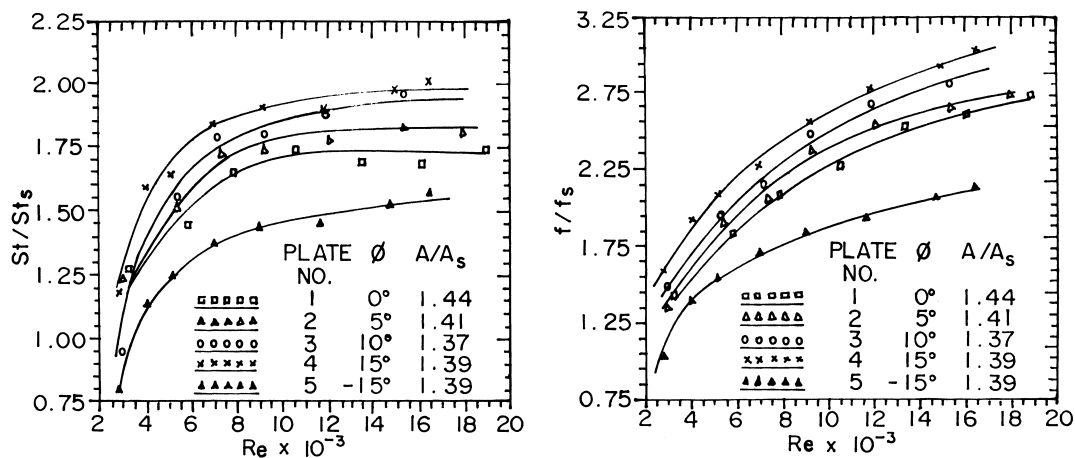 2.25
2.00
1.75
1.50
1.25
1.00
0.75
St/Sts
2 4 6 8 10 12 14 16 18 20
Re x 10⁻³
PLATE Ø A/As
NO.
1 0° 1.44
2 5° 1.41
3 10° 1.37
4 15° 1.39
5 -15° 1.39
3.25
2.75
2.25
1.75
1.25
0.75
f/fs
2 4 6 8 10 12 14 16 18 20
Re x 10⁻³
PLATE Ø A/As
NO.
1 0° 1.44
2 5° 1.41
3 10° 1.37
4 15° 1.39
5 -15° 1.39